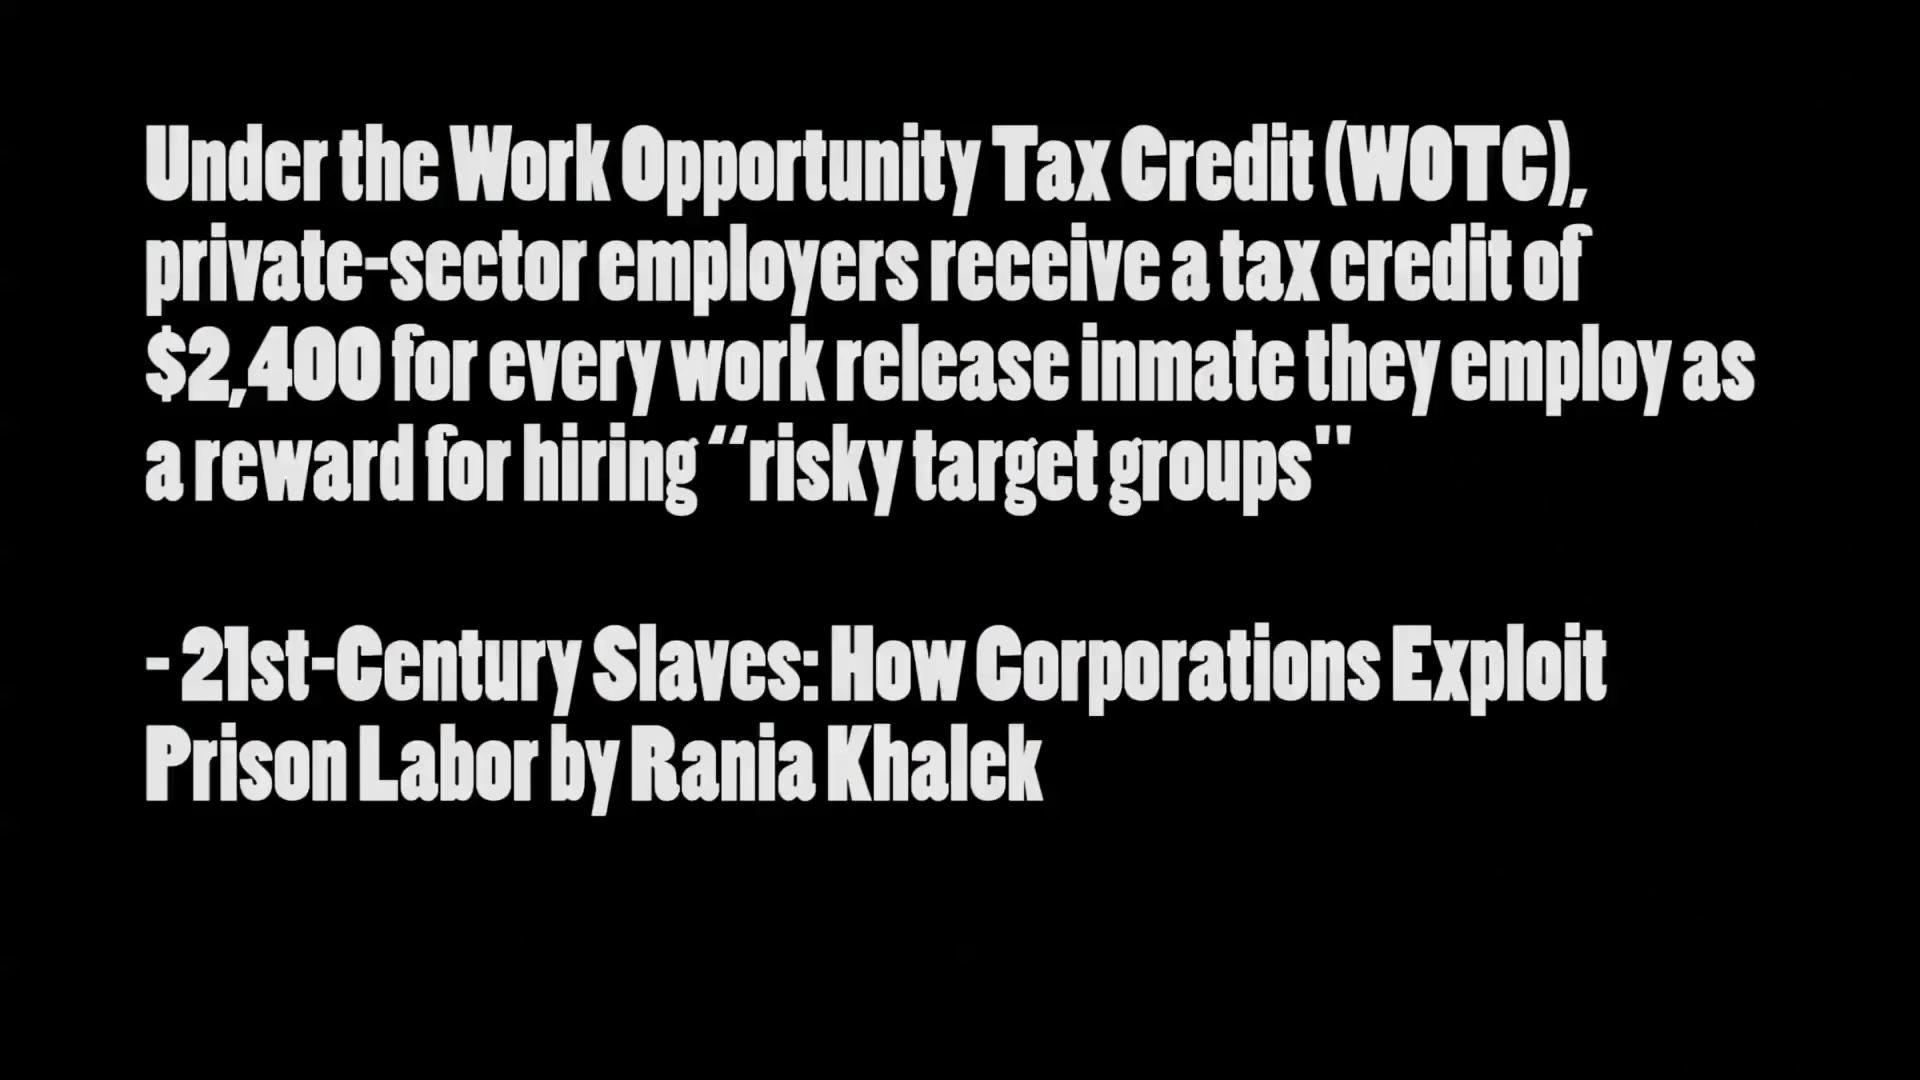 Under the Work Opportunity Tax Credit (WOTC),
private-sector employers receive a tax credit of
$2,400 for every work release inmate they employ as
a reward for hiring “risky target groups"
- 21st-Century Slaves: How Corporations Exploit
Prison Labor by Rania Khalek